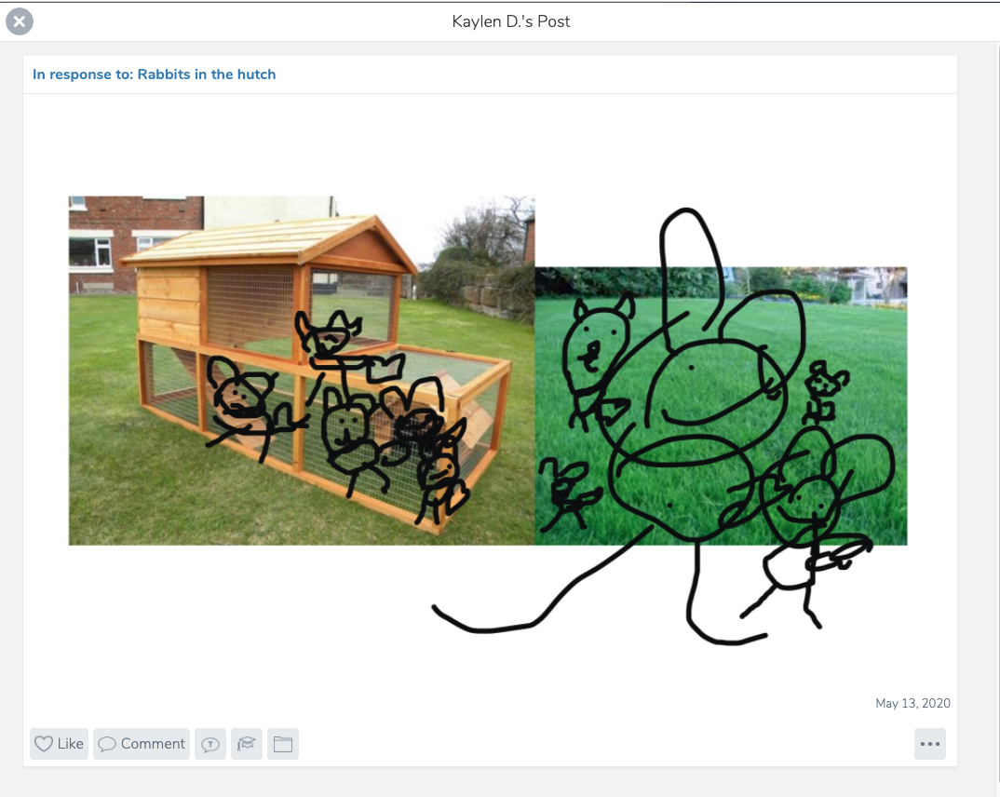 Kaylen D.'s Post
In response to: Rabbits in the hutch
May 13, 2020
Like
Comment
T